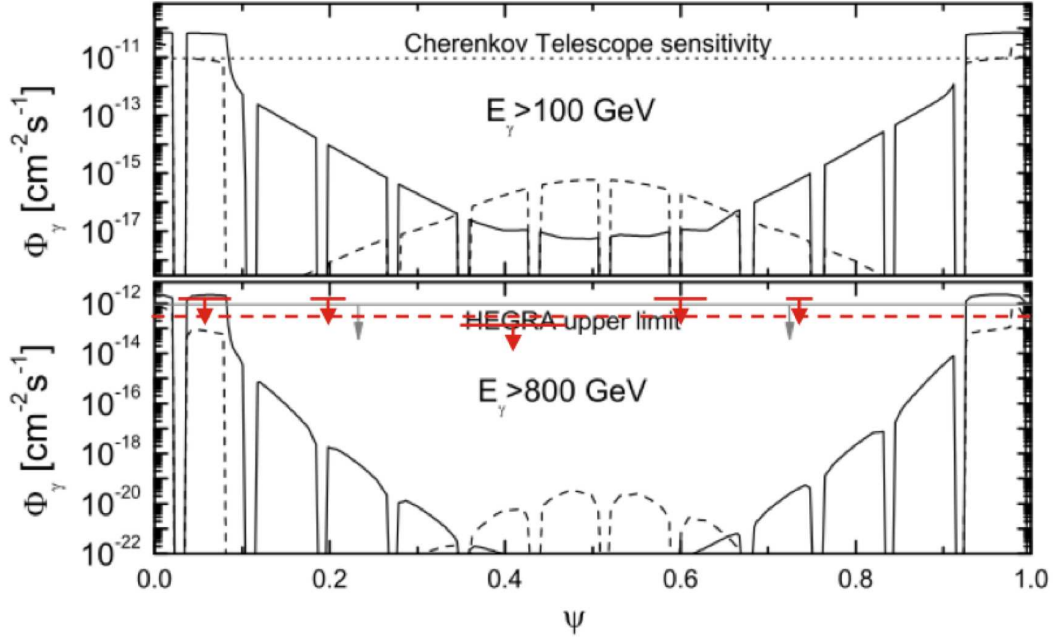 10⁻¹¹
10⁻¹³
10⁻¹⁵
10⁻¹⁷
Φγ [cm⁻²s⁻¹]
Cherenkov Telescope sensitivity
Eγ>100 GeV
10⁻¹²
10⁻¹⁴
10⁻¹⁶
10⁻¹⁸
10⁻²⁰
10⁻²²
Φγ [cm⁻²s⁻¹]
HEGRA upper limit
Eγ>800 GeV
0.0 0.2 0.4 0.6 0.8 1.0
ψ